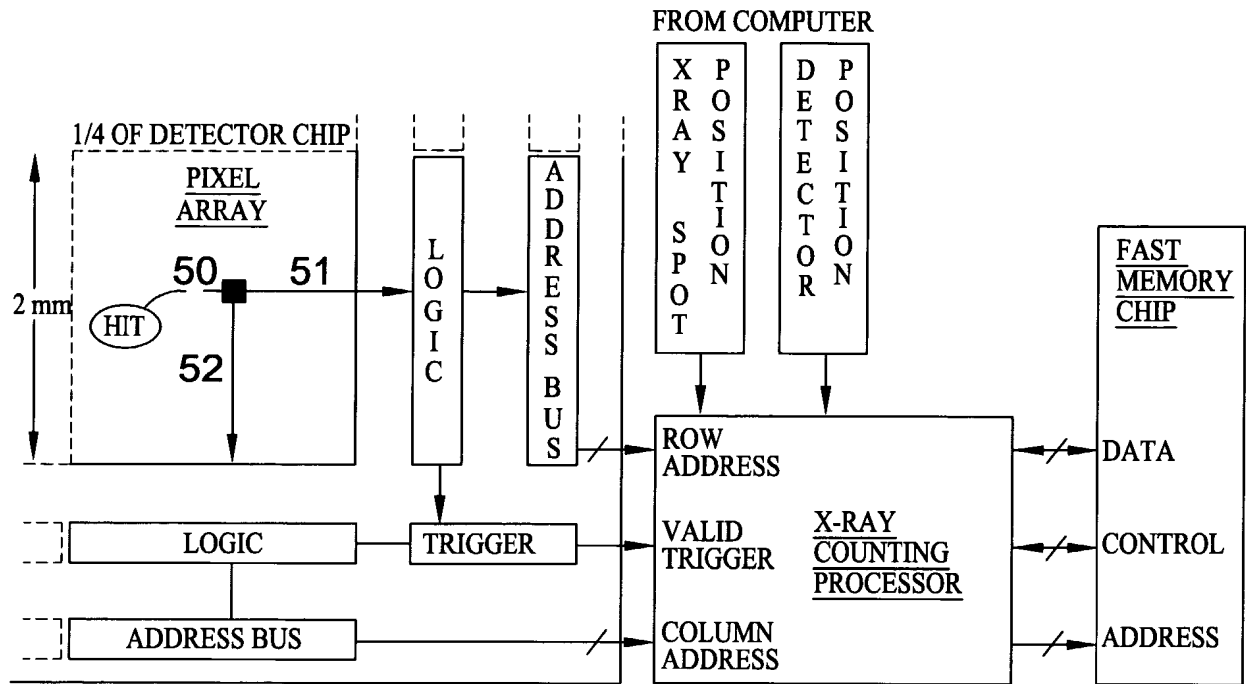 FROM COMPUTER
XRAY SPOT
POSITION
DETECTOR
POSITION
1/4 OF DETECTOR CHIP
PIXEL
ARRAY
50
51
HIT
52
2 mm
LOGIC
ADDRESS BUS
LOGIC
TRIGGER
ADDRESS BUS
ROW
ADDRESS
VALID
TRIGGER
COLUMN
ADDRESS
X-RAY
COUNTING
PROCESSOR
FAST
MEMORY
CHIP
DATA
CONTROL
ADDRESS